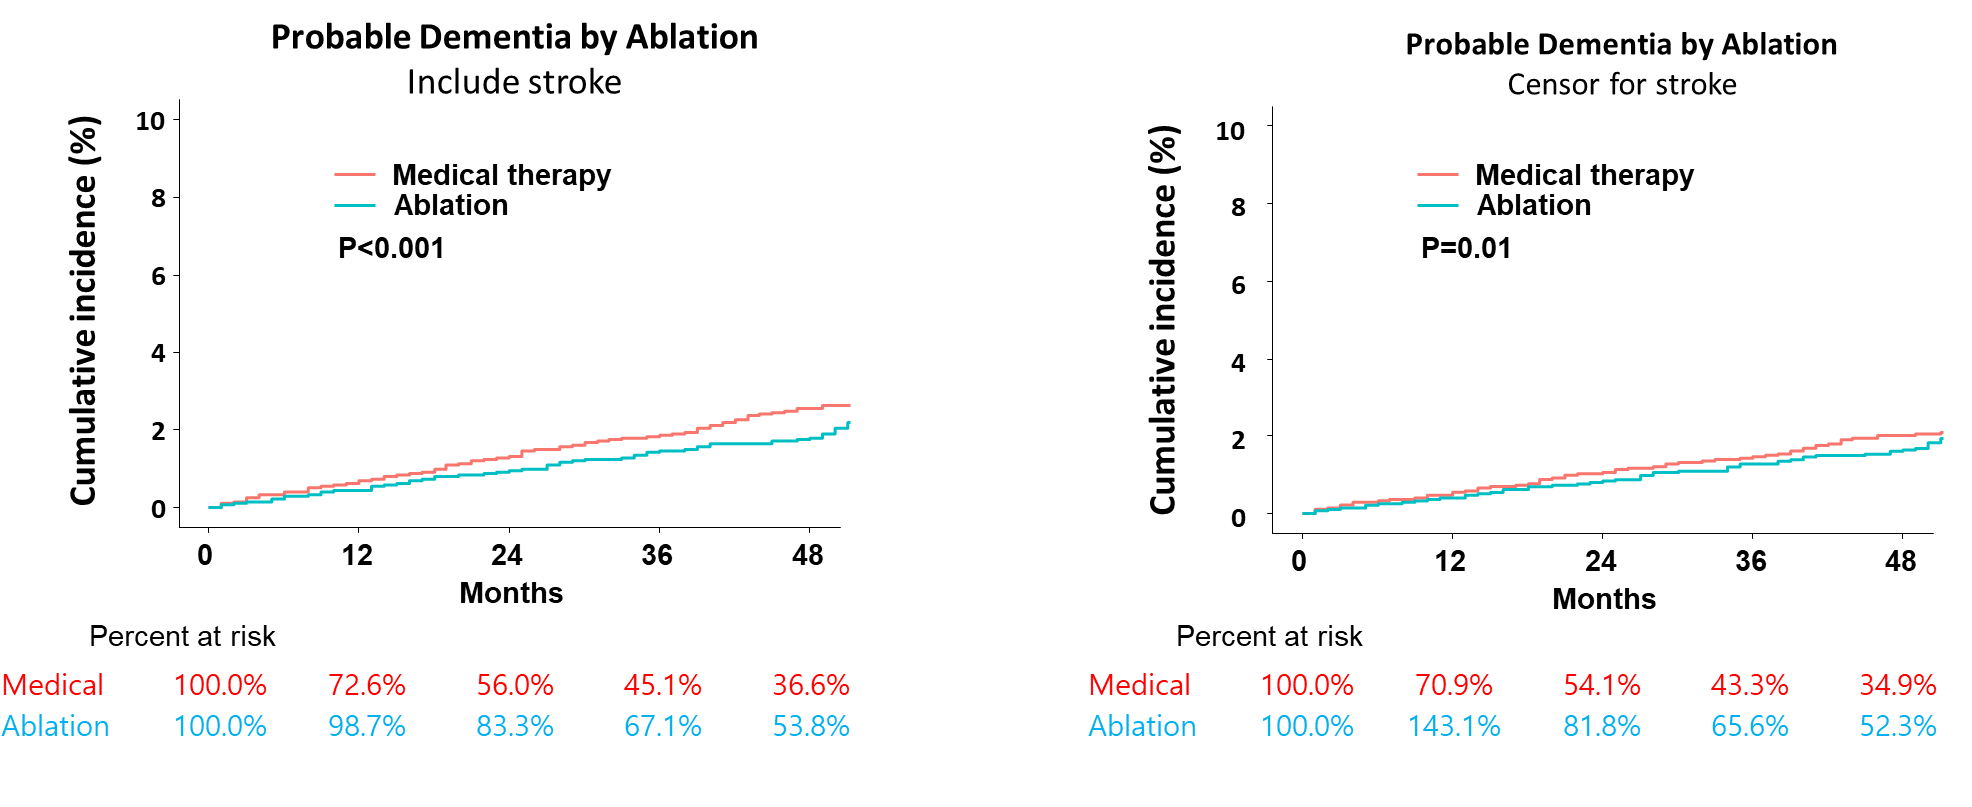 Probable Dementia by Ablation
Include stroke
Cumulative incidence (%)
10
8
6
4
2
0
Medical therapy
Ablation
P<0.001
0 12 24 36 48
Months
Percent at risk
Medical 100.0% 72.6% 56.0% 45.1% 36.6%
Ablation 100.0% 98.7% 83.3% 67.1% 53.8%
Probable Dementia by Ablation
Censor for stroke
Cumulative incidence (%)
10
8
6
4
2
0
Medical therapy
Ablation
P=0.01
0 12 24 36 48
Months
Percent at risk
Medical 100.0% 70.9% 54.1% 43.3% 34.9%
Ablation 100.0% 143.1% 81.8% 65.6% 52.3%